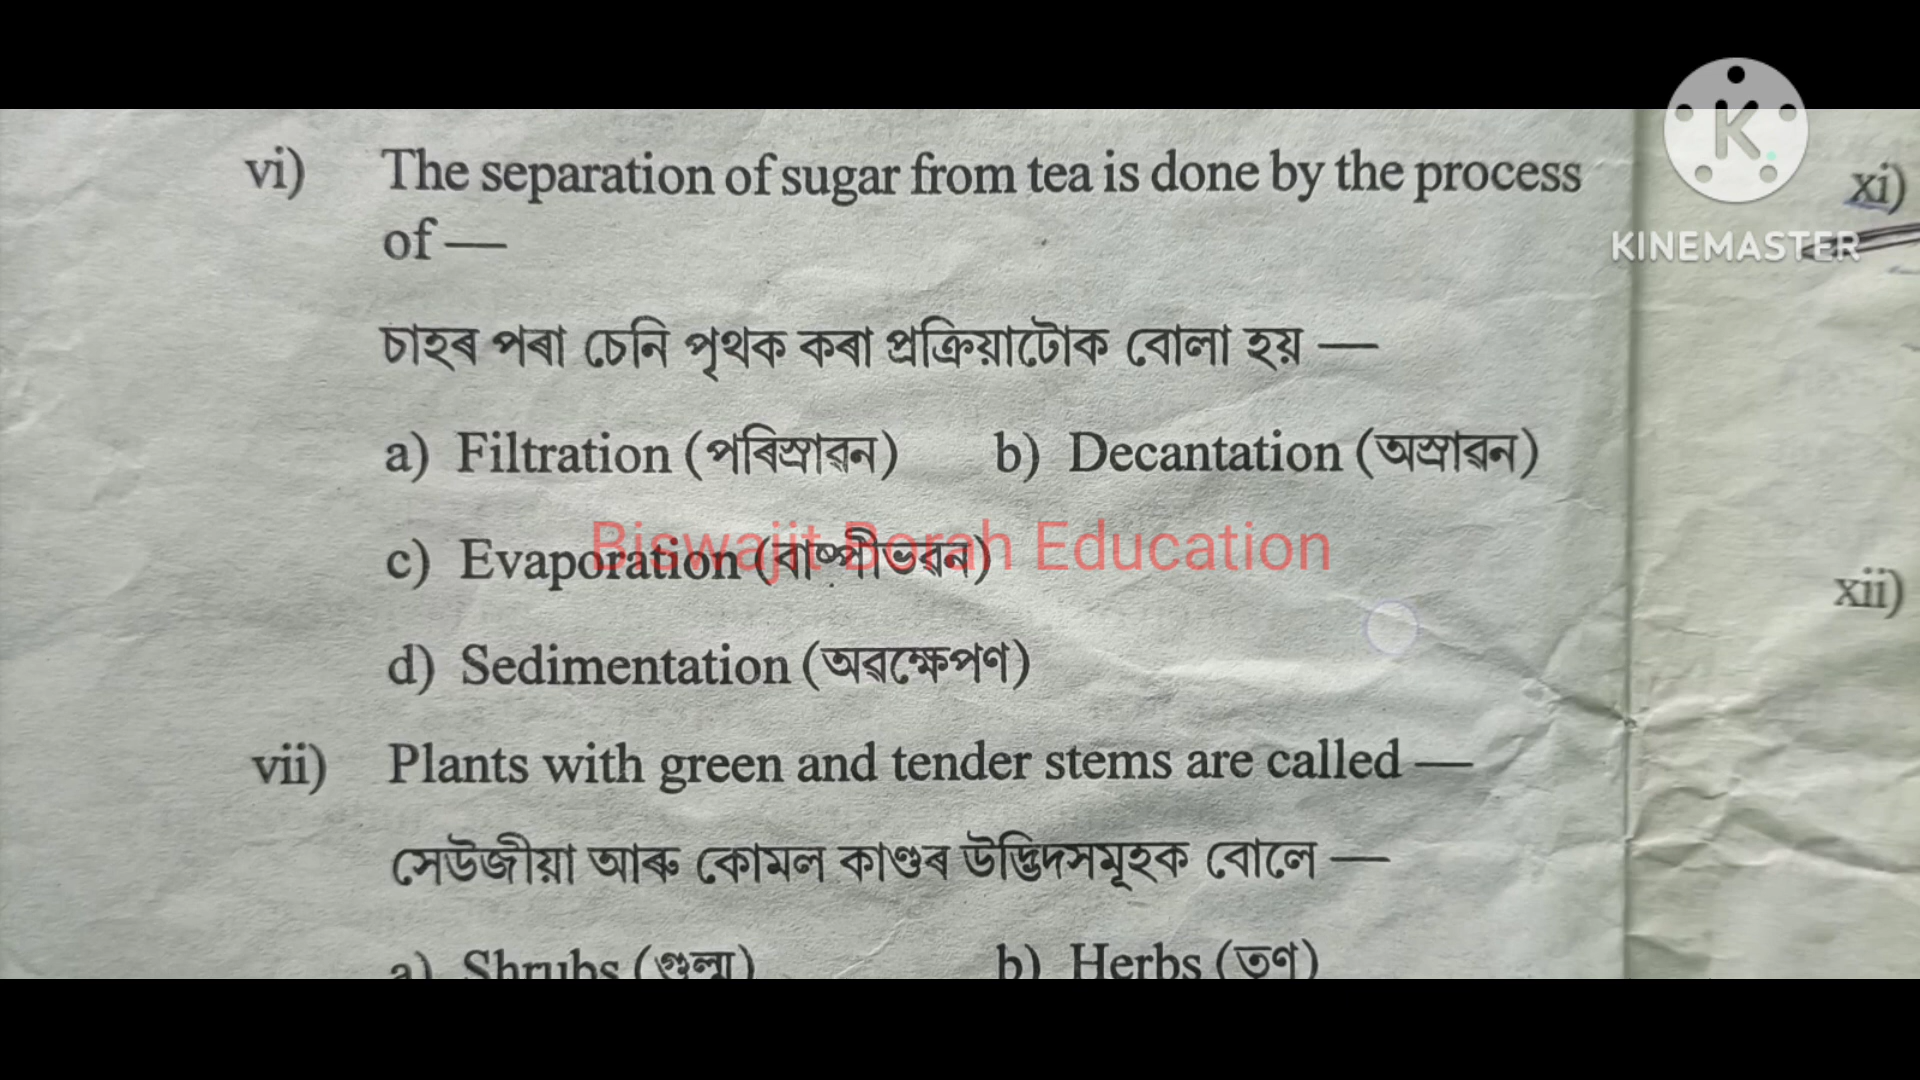 vi) The separation of sugar from tea is done by the process
of —
চাহৰ পৰা চেনি পৃথক কৰা প্ৰক্ৰিয়াটোক বোলা হয় —
a) Filtration (পৰিস্ৰাৱন) b) Decantation (অস্ৰাৱন)
c) Evaporation (বাষ্পীভৱন)
d) Sedimentation (অৱক্ষেপণ)
vii) Plants with green and tender stems are called —
সেউজীয়া আৰু কোমল কাণ্ডৰ উদ্ভিদসমূহক বোলে —
a) Shrubs (গুল্ম) b) Herbs (তৃণ)
xi)
xii)
K
KINEMASTER
Biswajit Borah Education